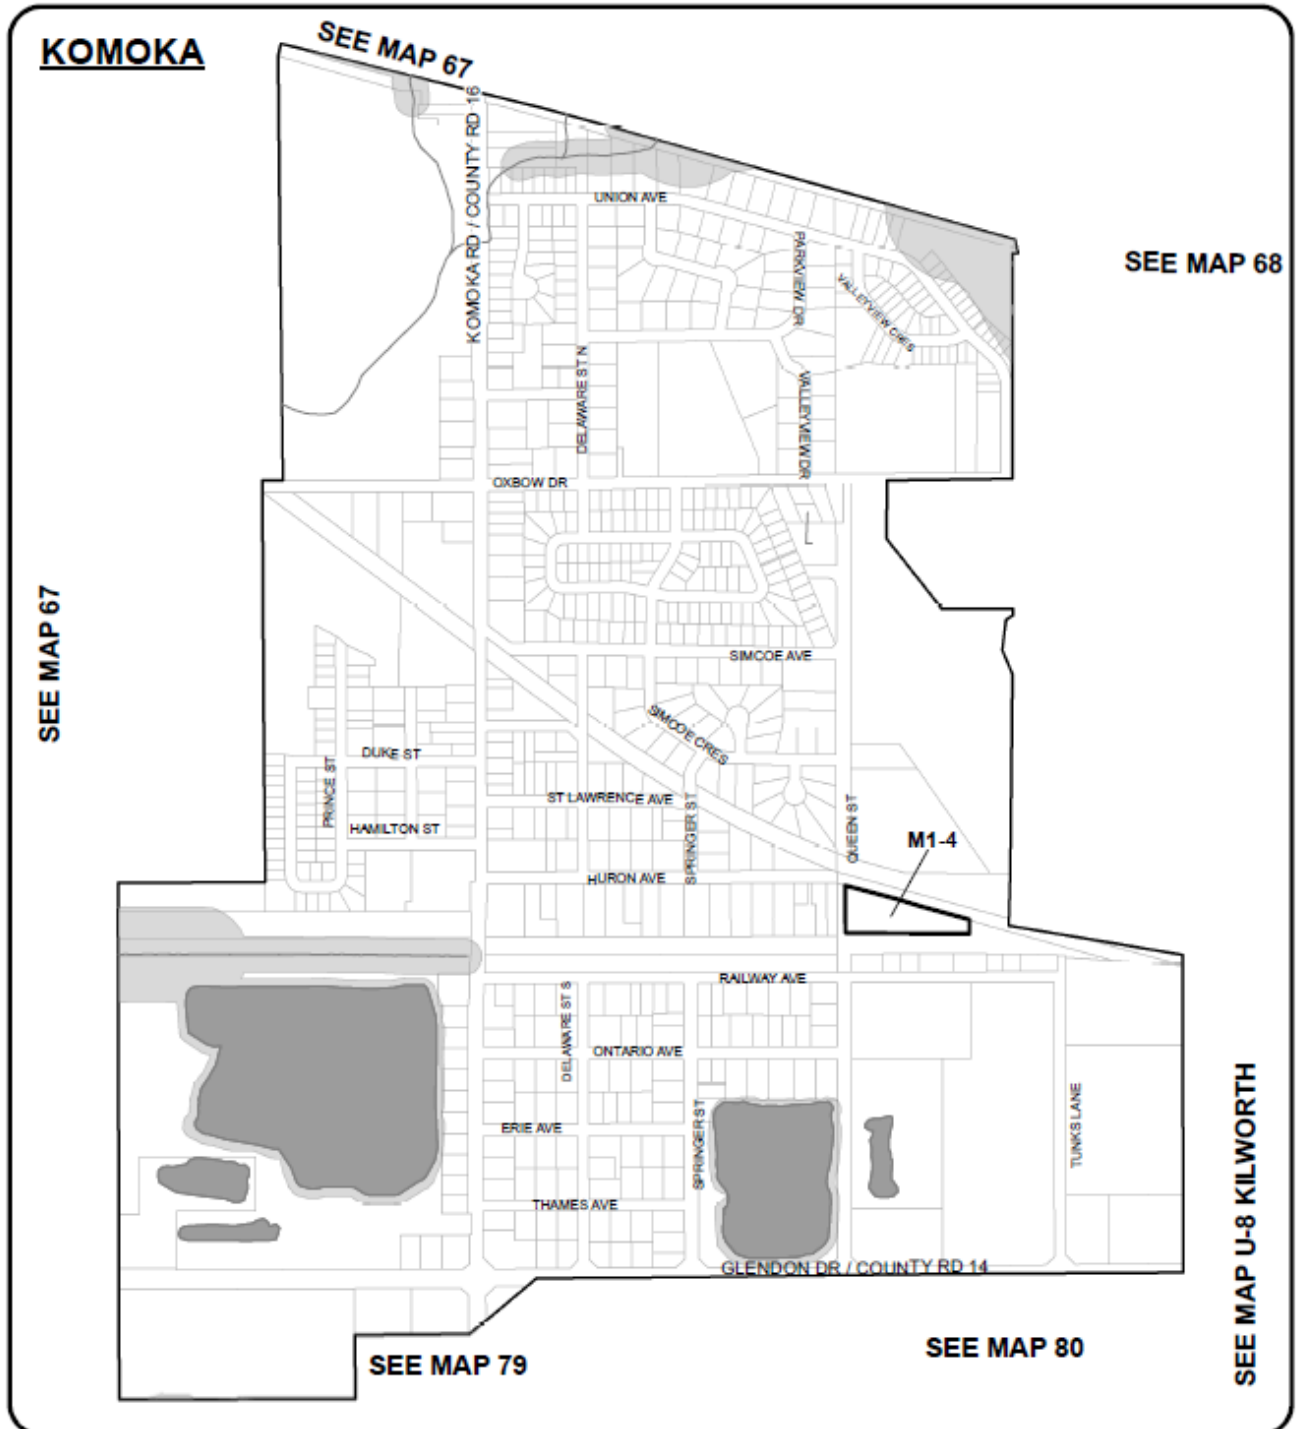 KOMOKA
SEE MAP 67
KOMOKA RD / COUNTY RD 16
UNION AVE
PARKVIEW DR
VALLEYVIEW CRES
SEE MAP 68
DELAWARE ST N
VALLEYVIEW DR
OXBOW DR
SEE MAP 67
SIMCOE AVE
SIMCOE CRES
DUKE ST
PRINCE ST
ST LAWRENCE AVE
SPRINGER ST
QUEEN ST
HAMILTON ST
M1-4
HURON AVE
RAILWAY AVE
DELAWARE ST S
ONTARIO AVE
ERIE AVE
SPRINGER ST
TUNKS LANE
THAMES AVE
GLENDON DR / COUNTY RD 14
SEE MAP U-8 KILWORTH
SEE MAP 79
SEE MAP 80